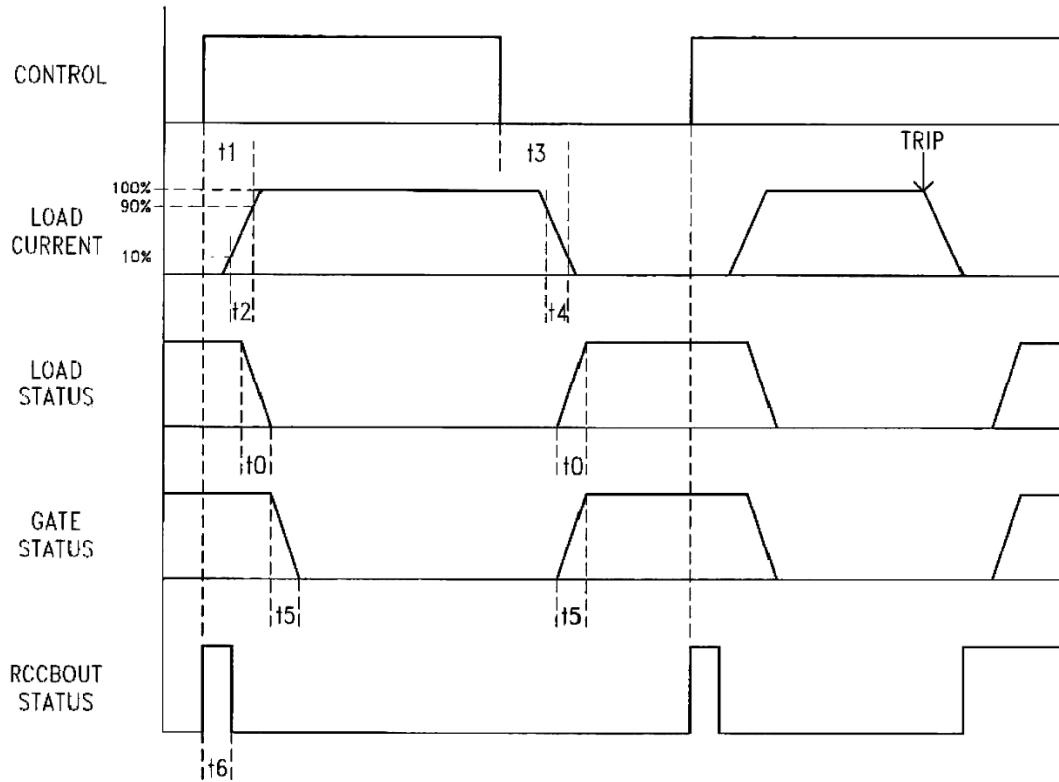 CONTROL
t1
t3
TRIP
100%
90%
LOAD
CURRENT
10%
t2
t4
LOAD
STATUS
t0
t0
GATE
STATUS
t5
t5
RCCBOUT
STATUS
t6